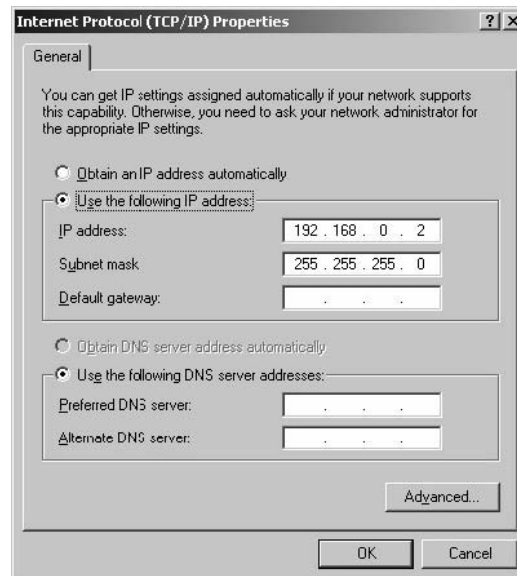 Internet Protocol (TCP/IP) Properties
General
You can get IP settings assigned automatically if your network supports
this capability. Otherwise, you need to ask your network administrator for
the appropriate IP settings.
Obtain an IP address automatically
Use the following IP address:
IP address: 192 . 168 . 0 . 2
Subnet mask 255 . 255 . 255 . 0
Default gateway: . . .
Obtain DNS server address automatically
Use the following DNS server addresses:
Preferred DNS server: . . .
Alternate DNS server: . . .
Advanced...
OK Cancel